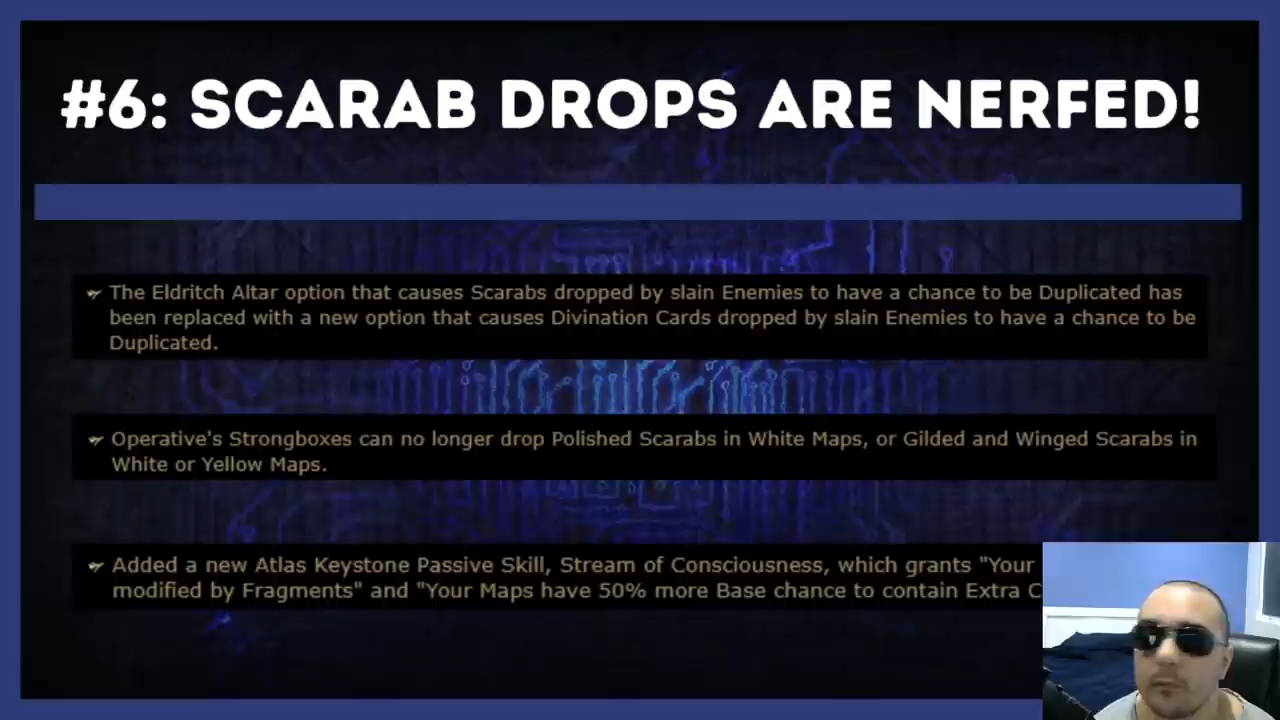 #6: SCARAB DROPS ARE NERFED!
The Eldritch Altar option that causes Scarabs dropped by slain Enemies to have a chance to be Duplicated has
been replaced with a new option that causes Divination Cards dropped by slain Enemies to have a chance to be
Duplicated.
Operative's Strongboxes can no longer drop Polished Scarabs in White Maps, or Gilded and Winged Scarabs in
White or Yellow Maps.
Added a new Atlas Keystone Passive Skill, Stream of Consciousness, which grants "Your
modified by Fragments" and "Your Maps have 50% more Base chance to contain Extra C